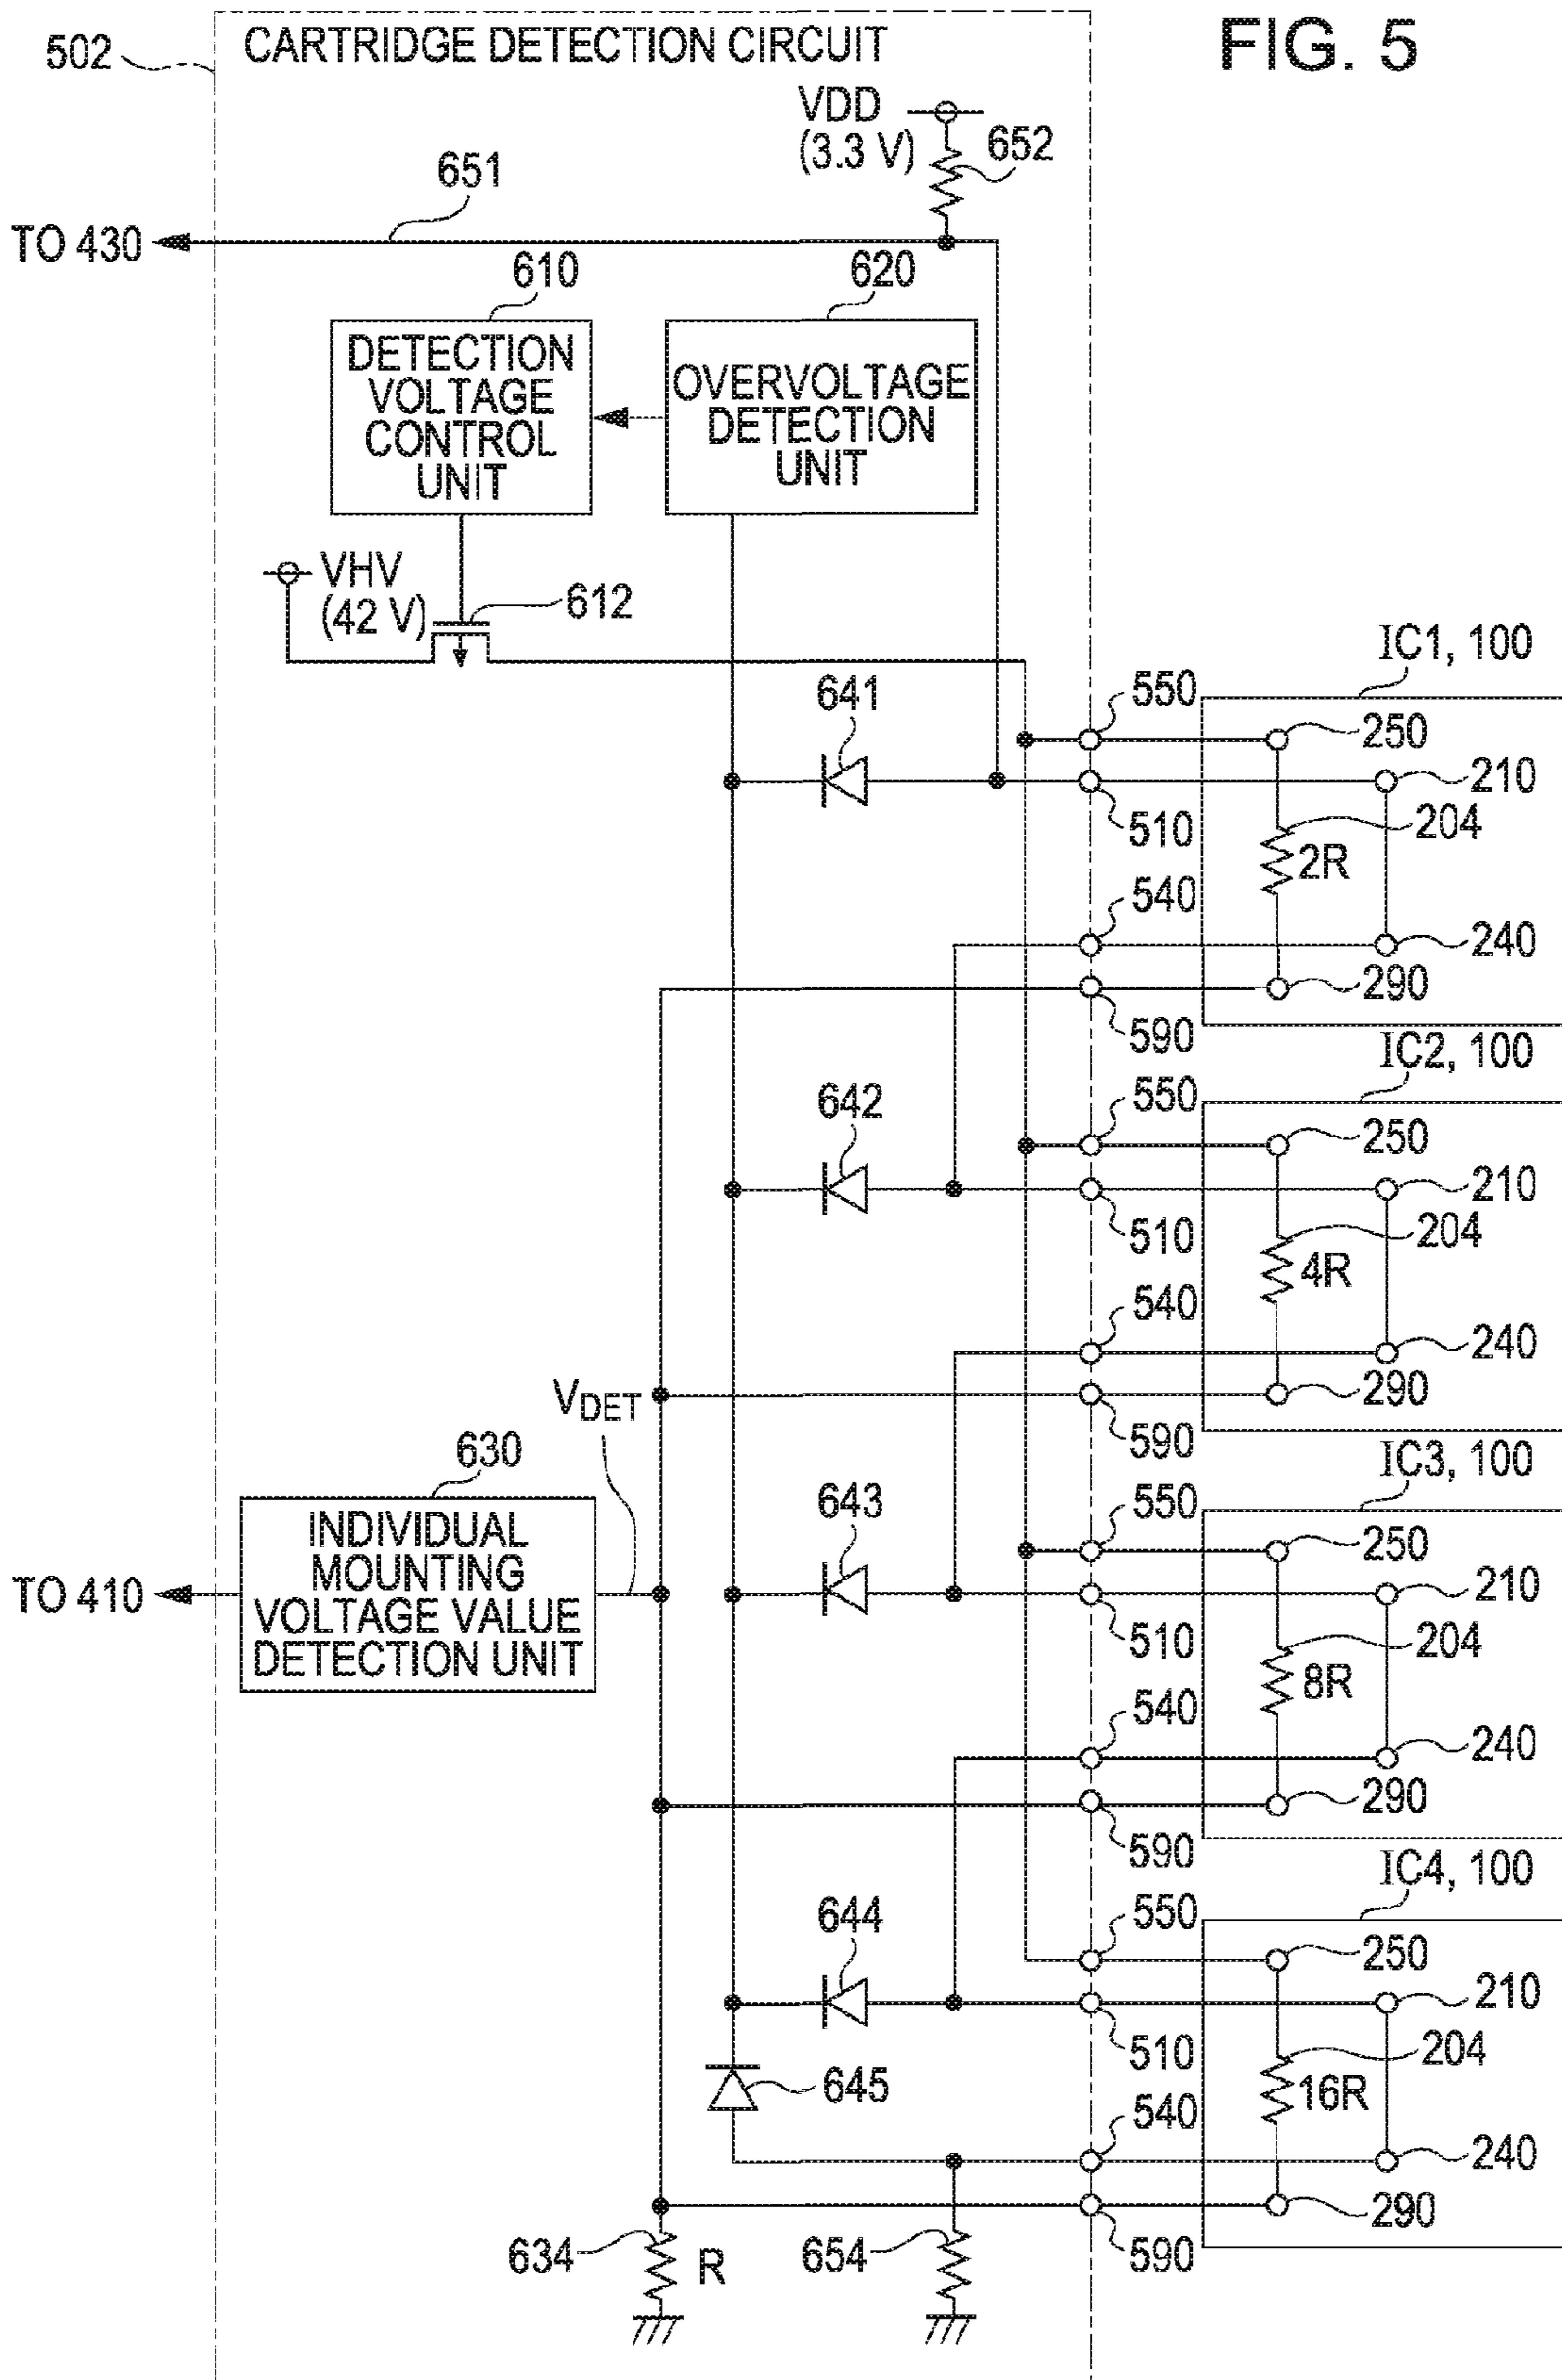 FIG. 5
502
CARTRIDGE DETECTION CIRCUIT
VDD
(3.3 V)
652
651
TO 430
610
620
DETECTION
VOLTAGE
CONTROL
UNIT
OVERVOLTAGE
DETECTION
UNIT
VHV
(42 V)
612
IC1, 100
641
550
250
210
510
204
2R
540
240
290
590
IC2, 100
642
550
250
210
510
204
4R
540
240
VDET
290
590
630
IC3, 100
643
550
250
INDIVIDUAL
MOUNTING
VOLTAGE VALUE
DETECTION UNIT
TO 410
210
510
204
8R
540
240
290
590
IC4, 100
644
550
250
210
510
204
645
16R
540
240
290
634
R
654
590